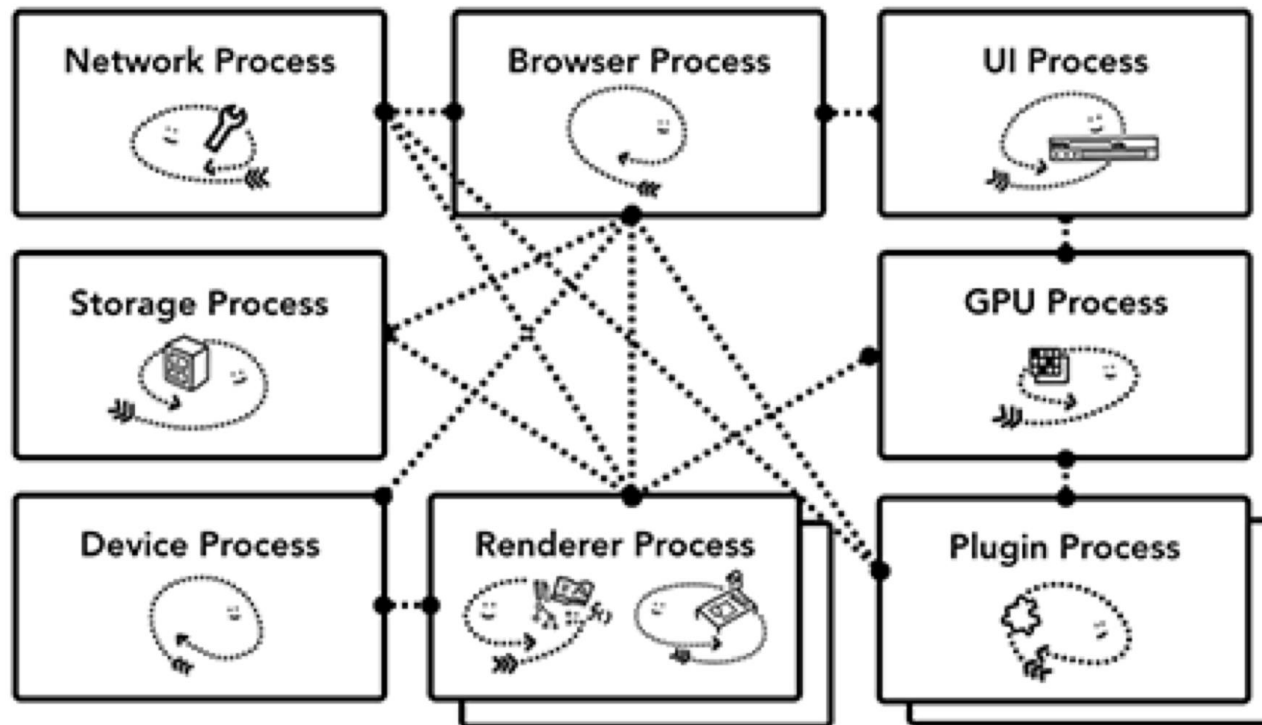 Network Process
Browser Process
UI Process
Storage Process
GPU Process
Device Process
Renderer Process
Plugin Process